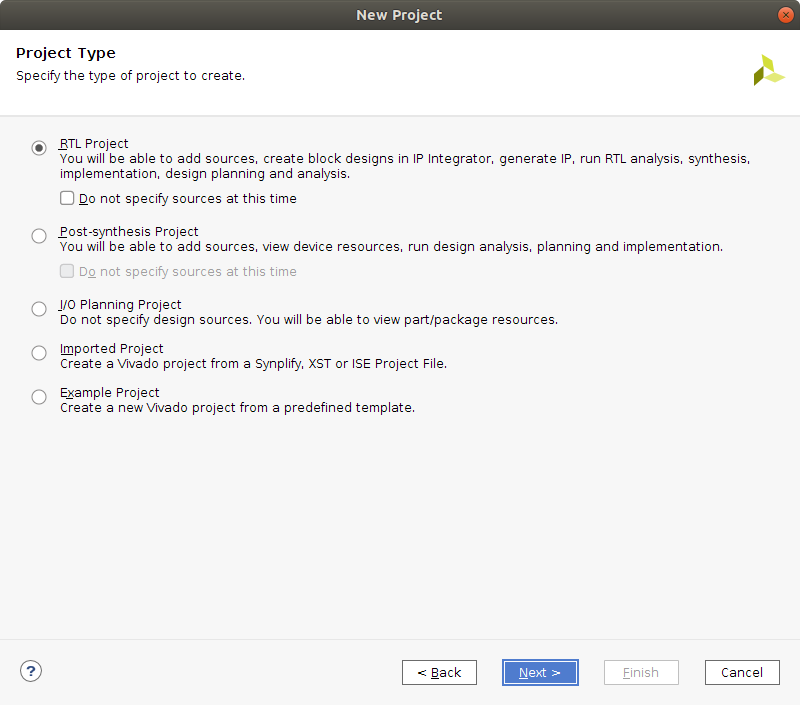 New Project
Project Type
Specify the type of project to create.
RTL Project
You will be able to add sources, create block designs in IP Integrator, generate IP, run RTL analysis, synthesis,
implementation, design planning and analysis.
Do not specify sources at this time
Post-synthesis Project
You will be able to add sources, view device resources, run design analysis, planning and implementation.
Do not specify sources at this time
I/O Planning Project
Do not specify design sources. You will be able to view part/package resources.
Imported Project
Create a Vivado project from a Synplify, XST or ISE Project File.
Example Project
Create a new Vivado project from a predefined template.
?
< Back
Next >
Finish
Cancel